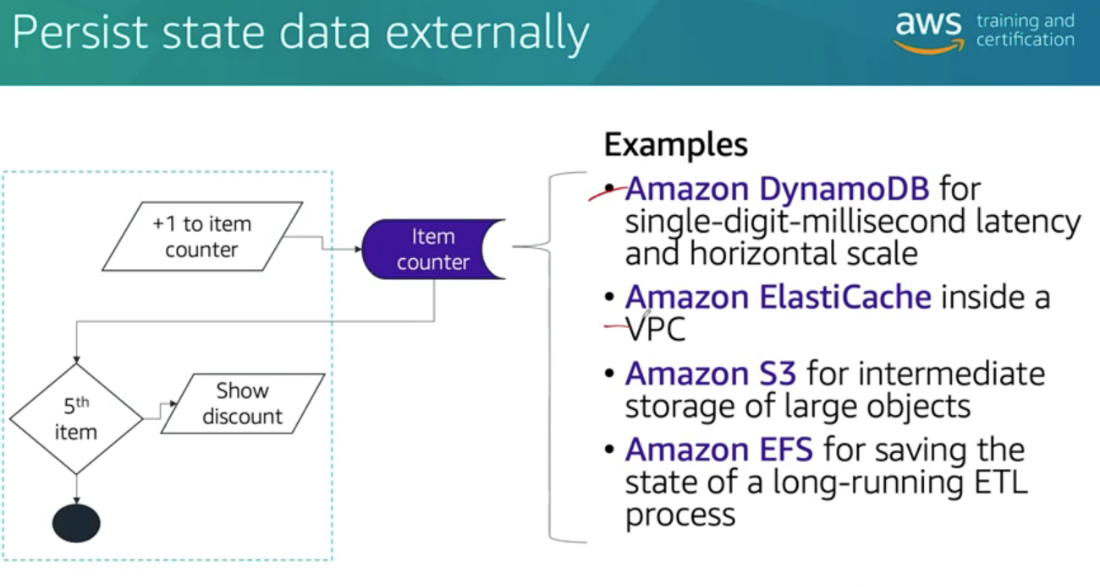 Persist state data externally
aws training and
certification
+1 to item
counter
Item
counter
5th
item
Show
discount
Examples
• Amazon DynamoDB for
single-digit-millisecond latency
and horizontal scale
• Amazon ElastiCache inside a
VPC
• Amazon S3 for intermediate
storage of large objects
• Amazon EFS for saving the
state of a long-running ETL
process